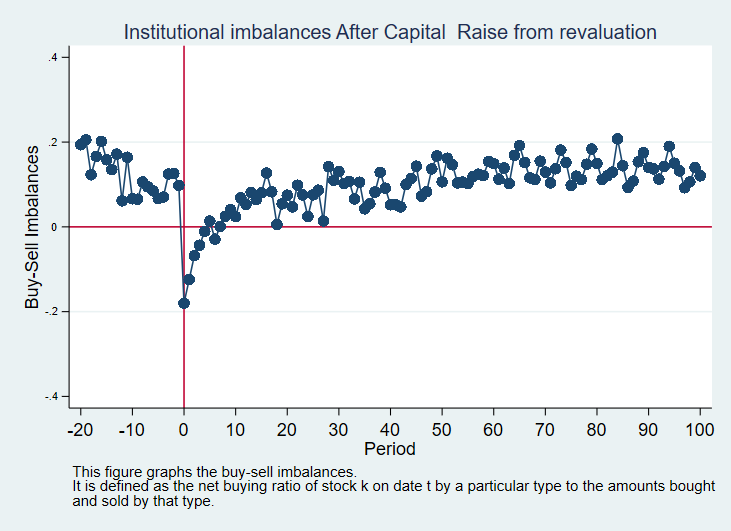 Institutional imbalances After Capital  Raise from revaluation
Buy-Sell Imbalances
.4
.2
0
-.2
-.4
-20 -10 0 10 20 30 40 50 60 70 80 90 100
Period
This figure graphs the buy-sell imbalances.
It is defined as the net buying ratio of stock k on date t by a particular type to the amounts bought
and sold by that type.